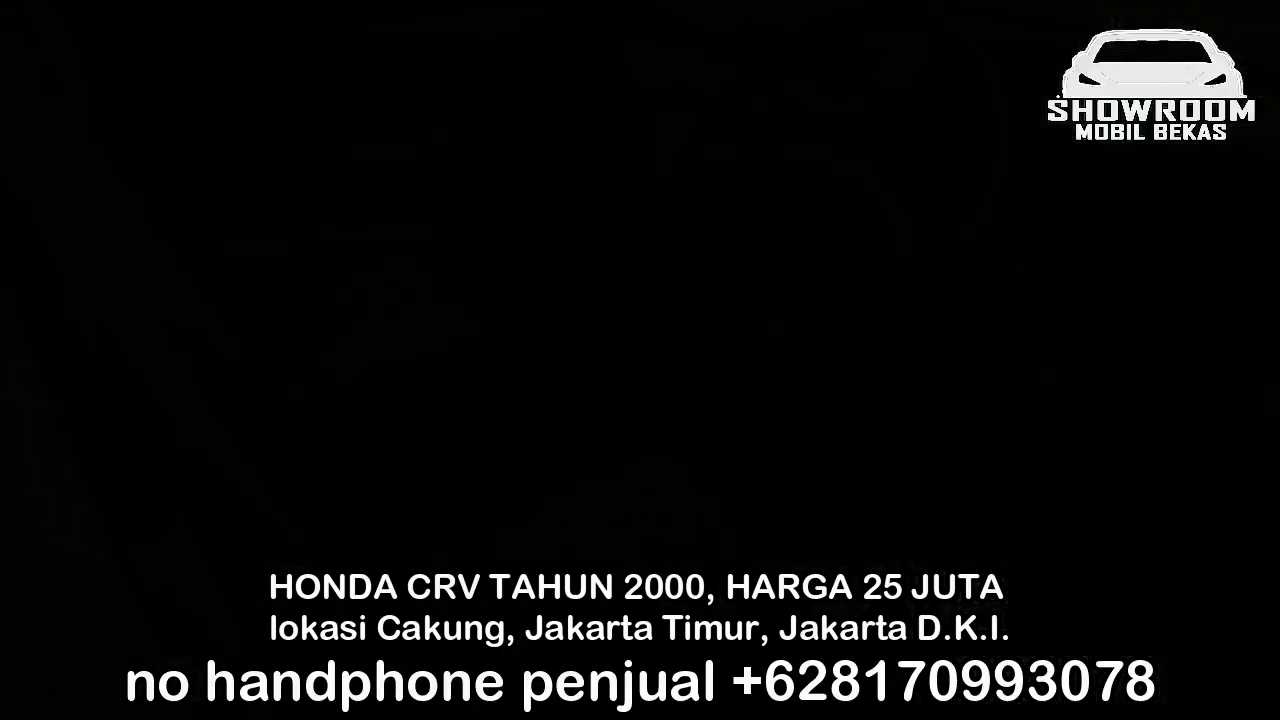 SHOWROOM
MOBIL BEKAS
HONDA CRV TAHUN 2000, HARGA 25 JUTA
lokasi Cakung, Jakarta Timur, Jakarta D.K.I.
no handphone penjual +628170993078